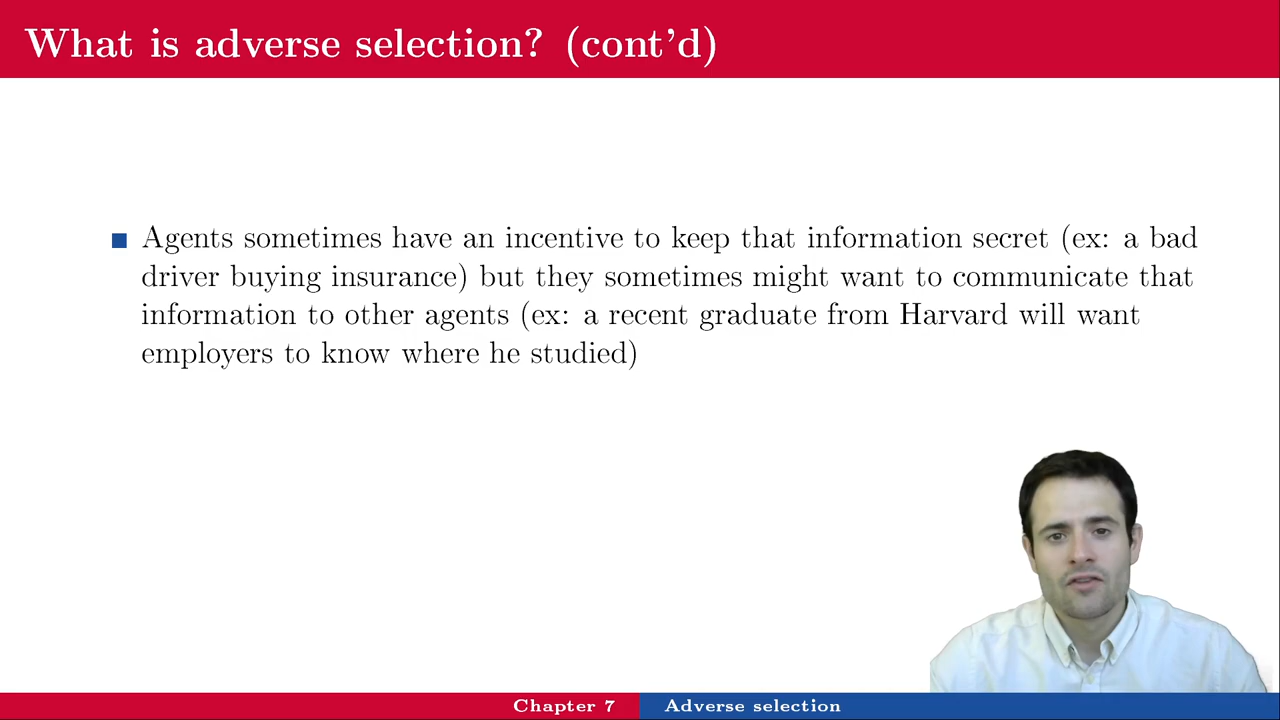 What is adverse selection? (cont'd)
Agents sometimes have an incentive to keep that information secret (ex: a bad
driver buying insurance) but they sometimes might want to communicate that
information to other agents (ex: a recent graduate from Harvard will want
employers to know where he studied)
Chapter 7
Adverse selection